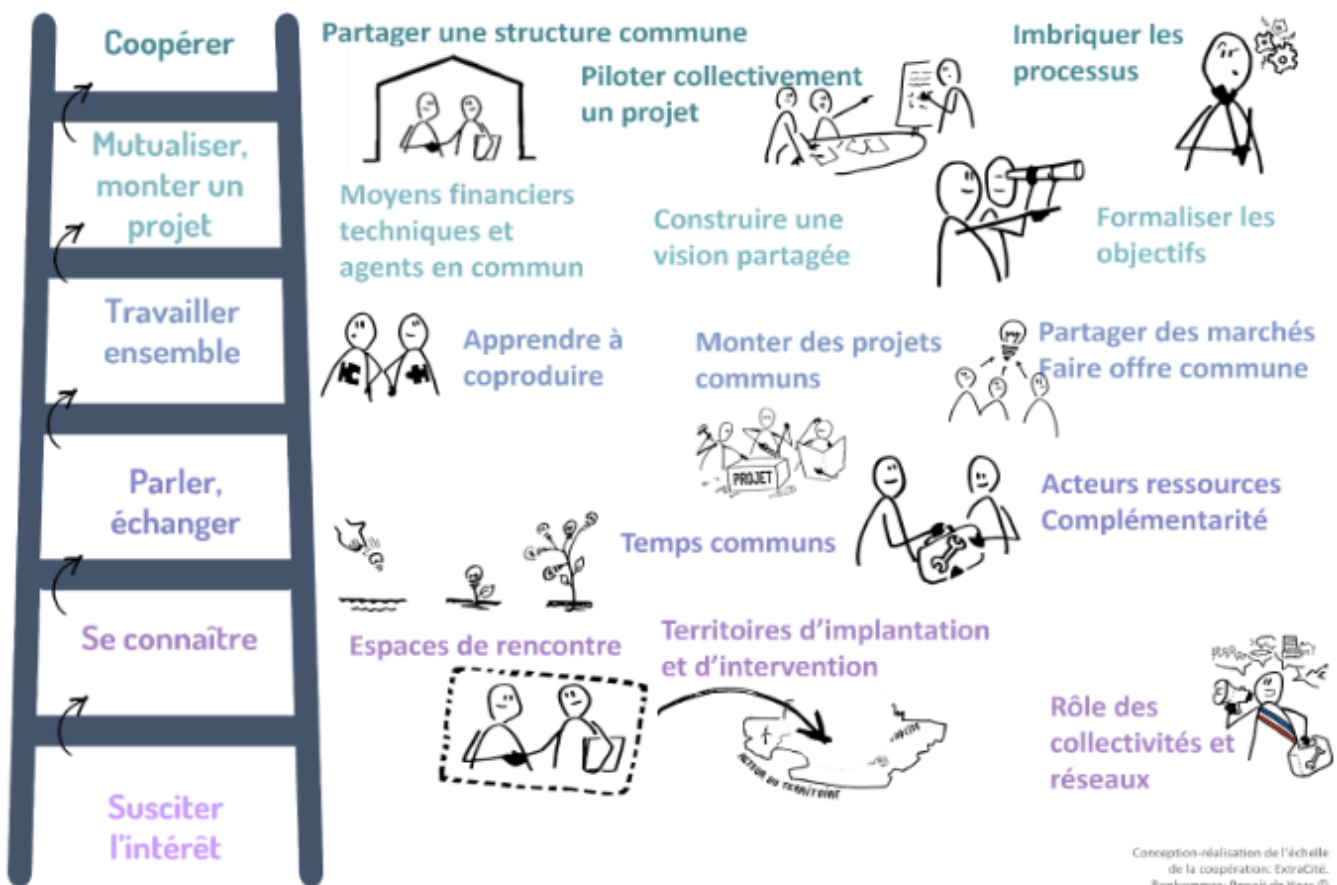 Coopérer
Partager une structure commune
Piloter collectivement
un projet
Imbriquer les
processus
Mutualiser,
monter un
projet
Moyens financiers
techniques et
agents en commun
Construire une
vision partagée
Formaliser les
objectifs
Travailler
ensemble
Apprendre à
coproduire
Monter des projets
communs
Partager des marchés
Faire offre commune
PROJET
Parler,
échanger
Temps communs
Acteurs ressources
Complémentarité
Se connaître
Espaces de rencontre
Territoires d'implantation
et d'intervention
ACTEUR DU TERRITOIRE
Rôle des
collectivités et
réseaux
Susciter
l'intérêt
Conception-réalisation de l'échelle
de la coopération: ExtraCité.